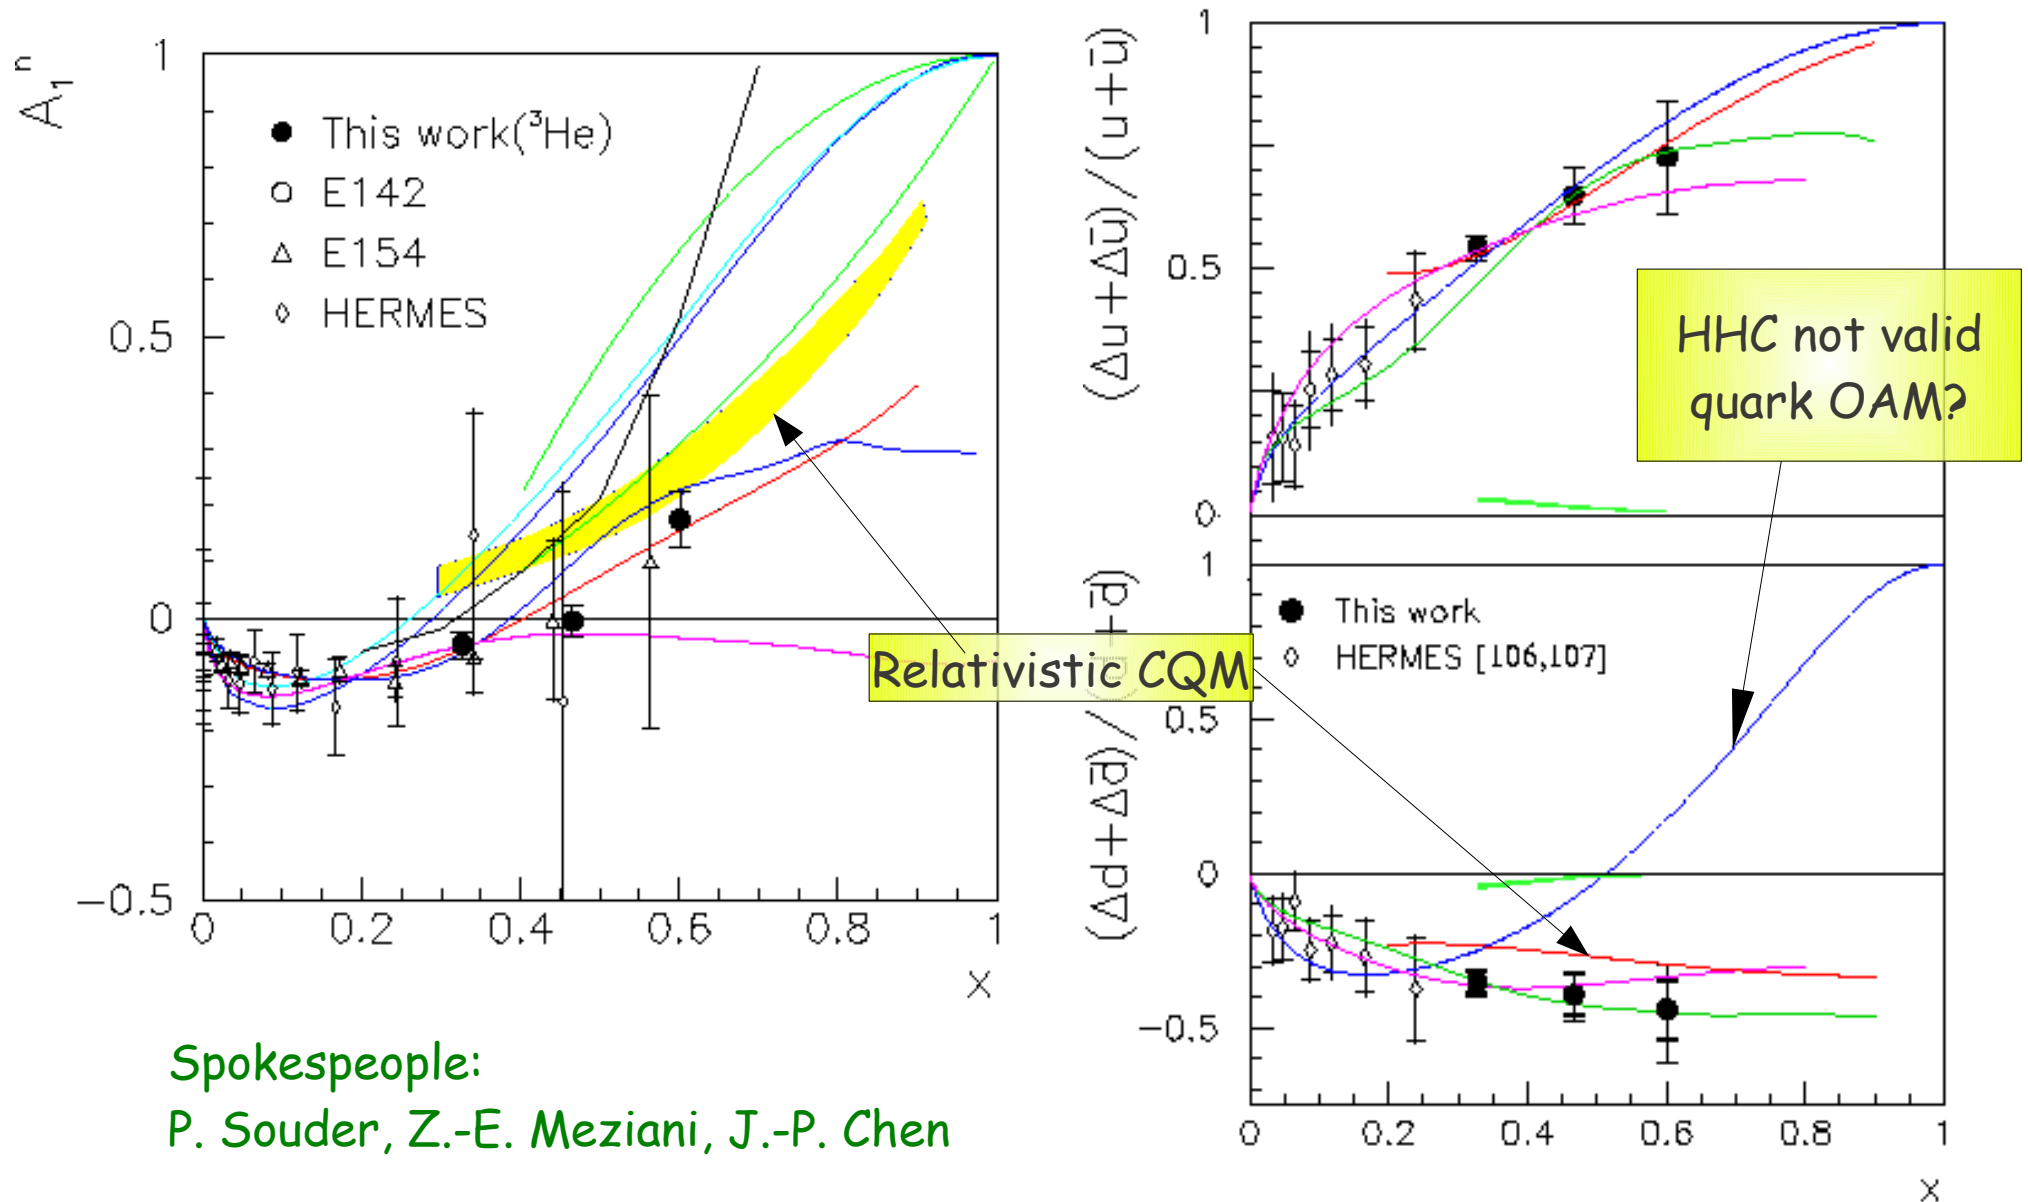 A₁ⁿ
1
0.5
0
−0.5
This work(³He)
E142
E154
HERMES
0 0.2 0.4 0.6 0.8 1
x
Relativistic CQM
Spokespeople:
P. Souder, Z.-E. Meziani, J.-P. Chen
(Δu+Δū)/(u+ū)
1
0.5
0
HHC not valid
quark OAM?
(Δd+Δd̄)/(d+d̄)
1
0.5
0
−0.5
This work
HERMES [106,107]
0 0.2 0.4 0.6 0.8 1
x